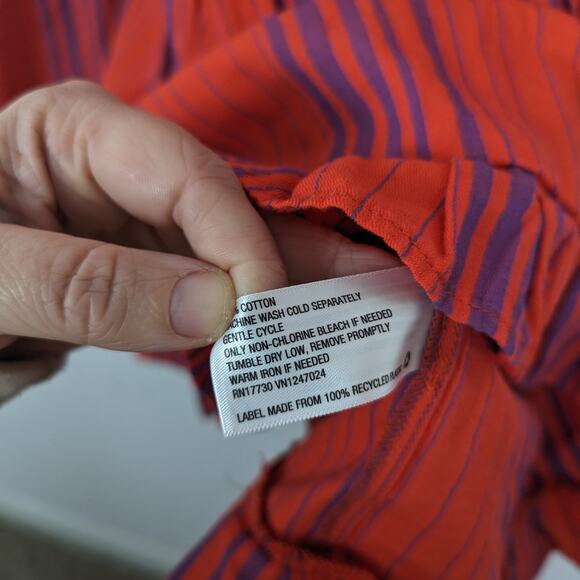 % COTTON
CHINE WASH COLD SEPARATELY
GENTLE CYCLE
ONLY NON-CHLORINE BLEACH IF NEEDED
TUMBLE DRY LOW, REMOVE PROMPTLY
WARM IRON IF NEEDED
RN17730 VN1247024
LABEL MADE FROM 100% RECYCLED